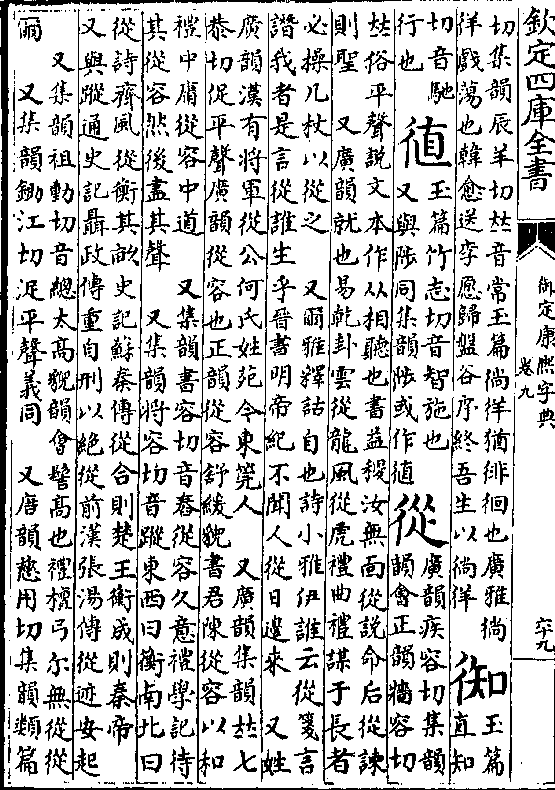 欽定四庫全書
御定康熙字典
卷九
六十九
切集韻辰羊切𠀤音常玉篇徜徉猶徘徊也廣雅徜
徉戲蕩也韓愈送李愿歸盤谷序終吾生以徜徉
𢓜
玉篇
直知
切音馳
行也
徝
玉篇竹志切音智施也
又與陟同集韻陟或作徝
從
廣韻疾容切集韻
韻會正韻牆容切
𠀤俗平聲說文本作从相聽也書益稷汝無面從說命后從諫
則聖　又廣韻就也易乾卦雲從龍風從虎禮曲禮謀于長者
必操几杖以從之　又爾雅釋詁自也詩小雅伊誰云從箋言
譖我者是言從誰生乎晉書明帝紀不聞人從日邊來　又姓
廣韻漢有將軍從公何氏姓苑今東筦人　又廣韻集韻𠀤七
恭切促平聲廣韻從容也正韻從容舒緩貌書君陳從容以和
禮中庸從容中道　又集韻書容切音舂從容久意禮學記待
其從容然後盡其聲　又集韻將容切音蹤東西曰衡南北曰
從詩齊風從衡其畝史記蘇秦傳從合則楚王衡成則秦帝
又與蹤通史記聶政傳重自刑以絶從前漢張湯傳從迹安起
又集韻祖動切音總太高貌韻會髻高也禮檀弓尔無從從
爾　又集韻鋤江切浞平聲義同　又唐韻慈用切集韻類篇